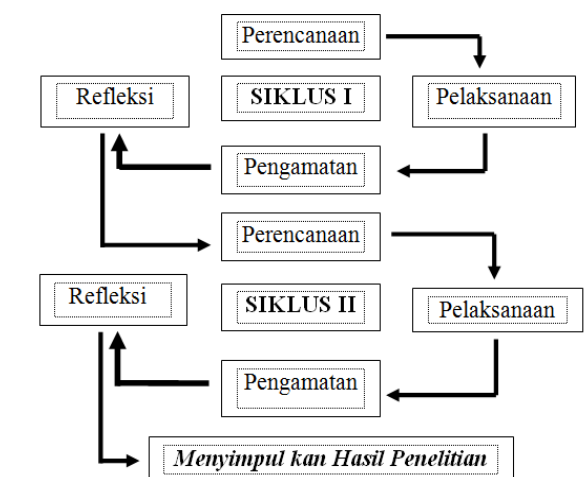 Perencanaan
Refleksi
SIKLUS I
Pelaksanaan
Pengamatan
Perencanaan
Refleksi
SIKLUS II
Pelaksanaan
Pengamatan
Menyimpul kan Hasil Penelitian